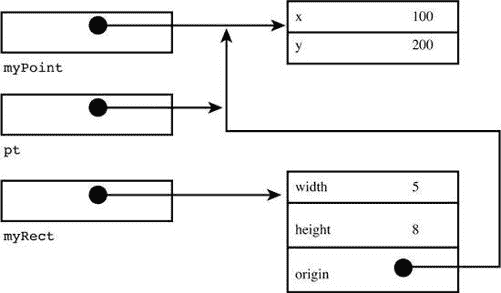 x 100
y 200
myPoint
pt
width 5
height 8
origin
myRect